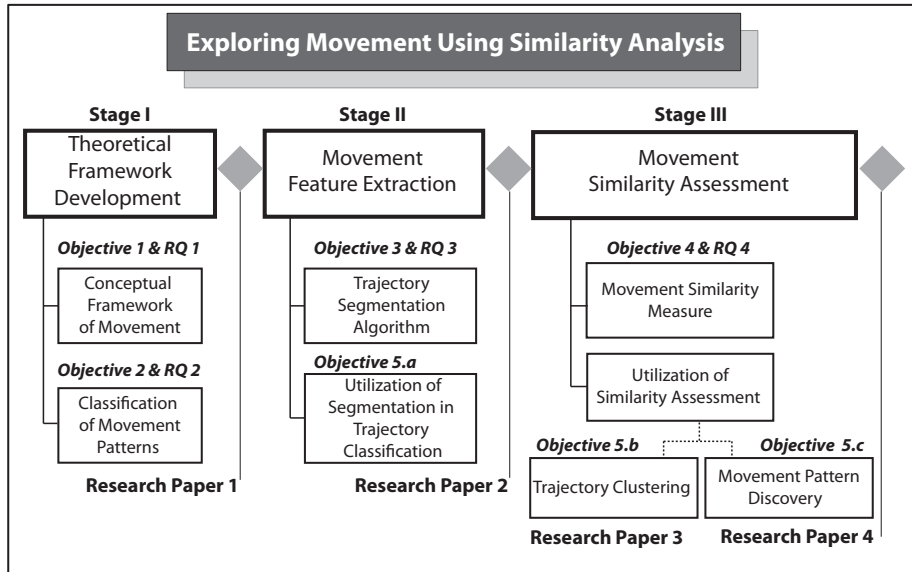 Exploring Movement Using Similarity Analysis
Stage I
Theoretical
Framework
Development
Objective 1 & RQ 1
Conceptual
Framework
of Movement
Objective 2 & RQ 2
Classification
of Movement
Patterns
Research Paper 1
Stage II
Movement
Feature Extraction
Objective 3 & RQ 3
Trajectory
Segmentation
Algorithm
Objective 5.a
Utilization of
Segmentation in
Trajectory
Classification
Research Paper 2
Stage III
Movement
Similarity Assessment
Objective 4 & RQ 4
Movement Similarity
Measure
Utilization of
Similarity Assessment
Objective 5.b
Trajectory Clustering
Research Paper 3
Objective 5.c
Movement Pattern
Discovery
Research Paper 4